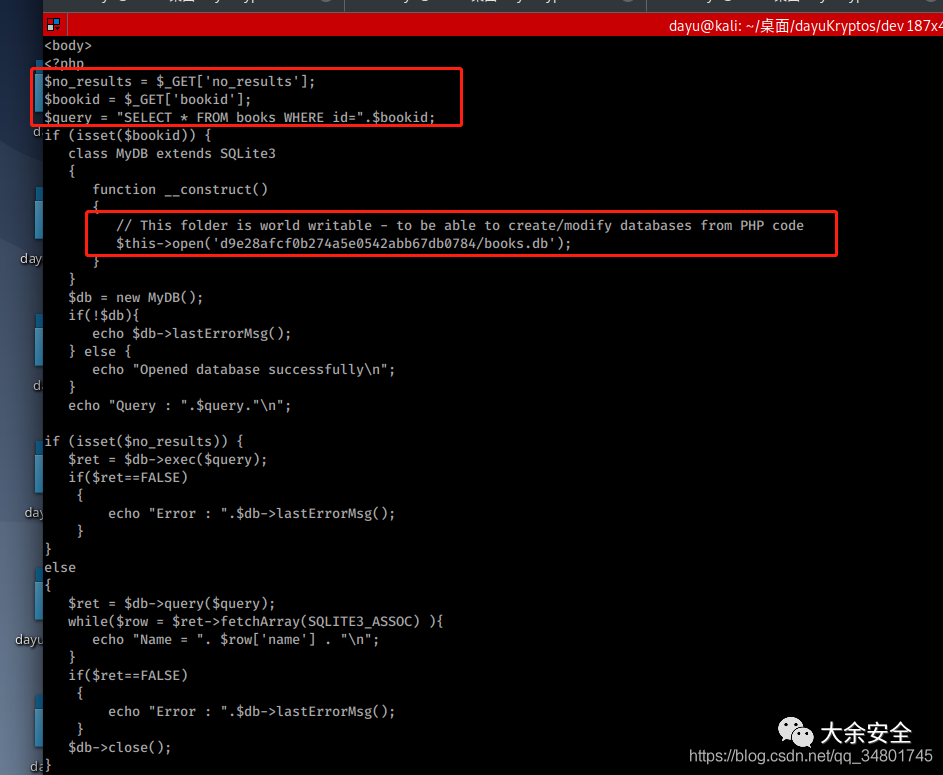 dayu@kali: ~/桌面/dayuKryptos/dev 187x4
<body>
<?php
$no_results = $_GET['no_results'];
$bookid = $_GET['bookid'];
$query = "SELECT * FROM books WHERE id=".$bookid;
if (isset($bookid)) {
   class MyDB extends SQLite3
   {
      function __construct()
      {
         // This folder is world writable - to be able to create/modify databases from PHP code
         $this->open('d9e28afcf0b274a5e0542abb67db0784/books.db');
      }
   }
   $db = new MyDB();
   if(!$db){
      echo $db->lastErrorMsg();
   } else {
      echo "Opened database successfully\n";
   }
   echo "Query : ".$query."\n";
if (isset($no_results)) {
   $ret = $db->exec($query);
   if($ret==FALSE)
    {
        echo "Error : ".$db->lastErrorMsg();
    }
}
else
{
   $ret = $db->query($query);
   while($row = $ret->fetchArray(SQLITE3_ASSOC) ){
      echo "Name = ". $row['name'] . "\n";
   }
   if($ret==FALSE)
    {
        echo "Error : ".$db->lastErrorMsg();
    }
   $db->close();
}
day
day
dayu
大余安全
https://blog.csdn.net/qq_34801745